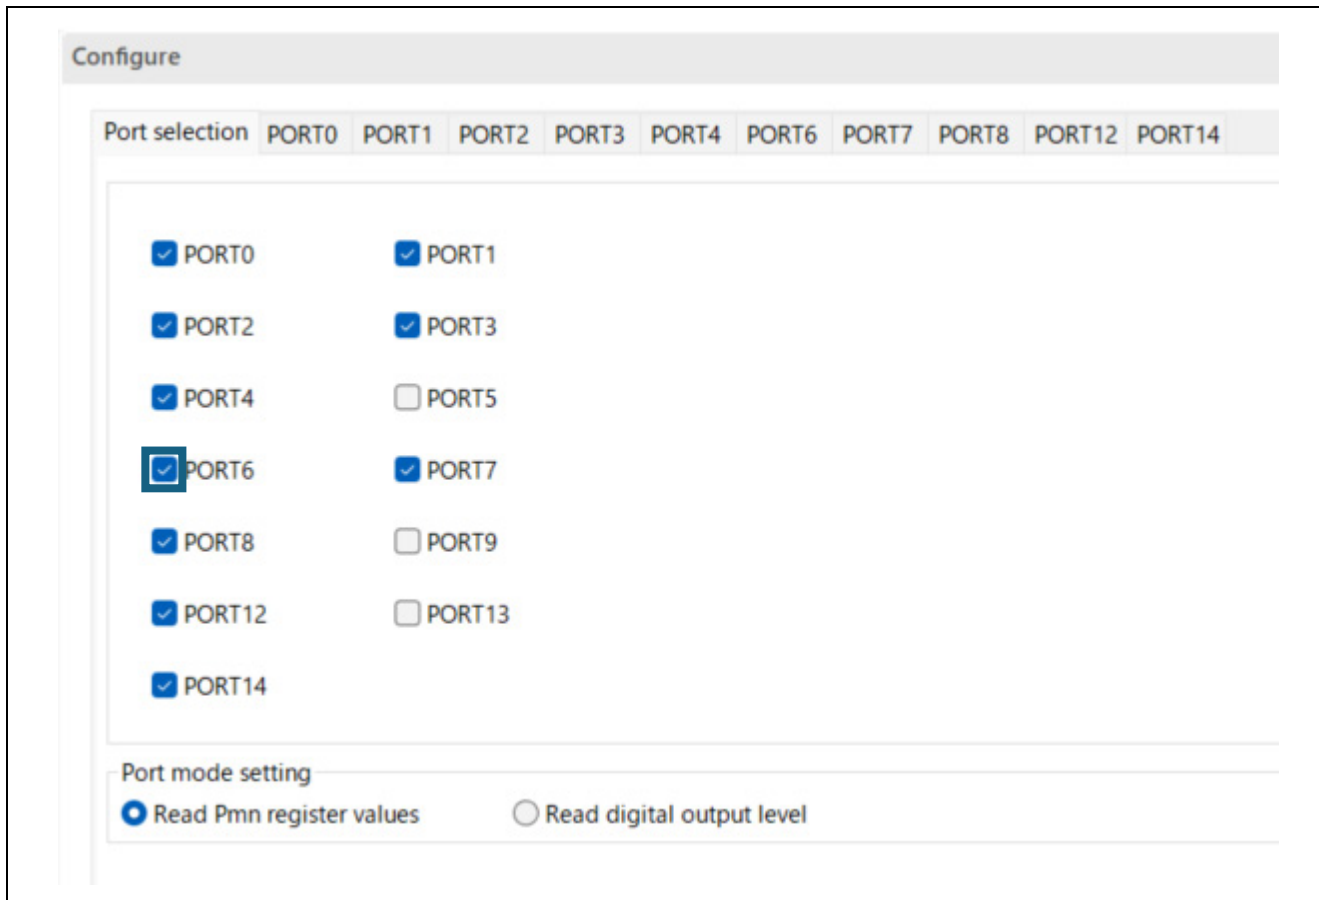 Configure
Port selection PORT0 PORT1 PORT2 PORT3 PORT4 PORT6 PORT7 PORT8 PORT12 PORT14
PORT0 PORT1
PORT2 PORT3
PORT4 PORT5
PORT6 PORT7
PORT8 PORT9
PORT12 PORT13
PORT14
Port mode setting
Read Pmn register values Read digital output level